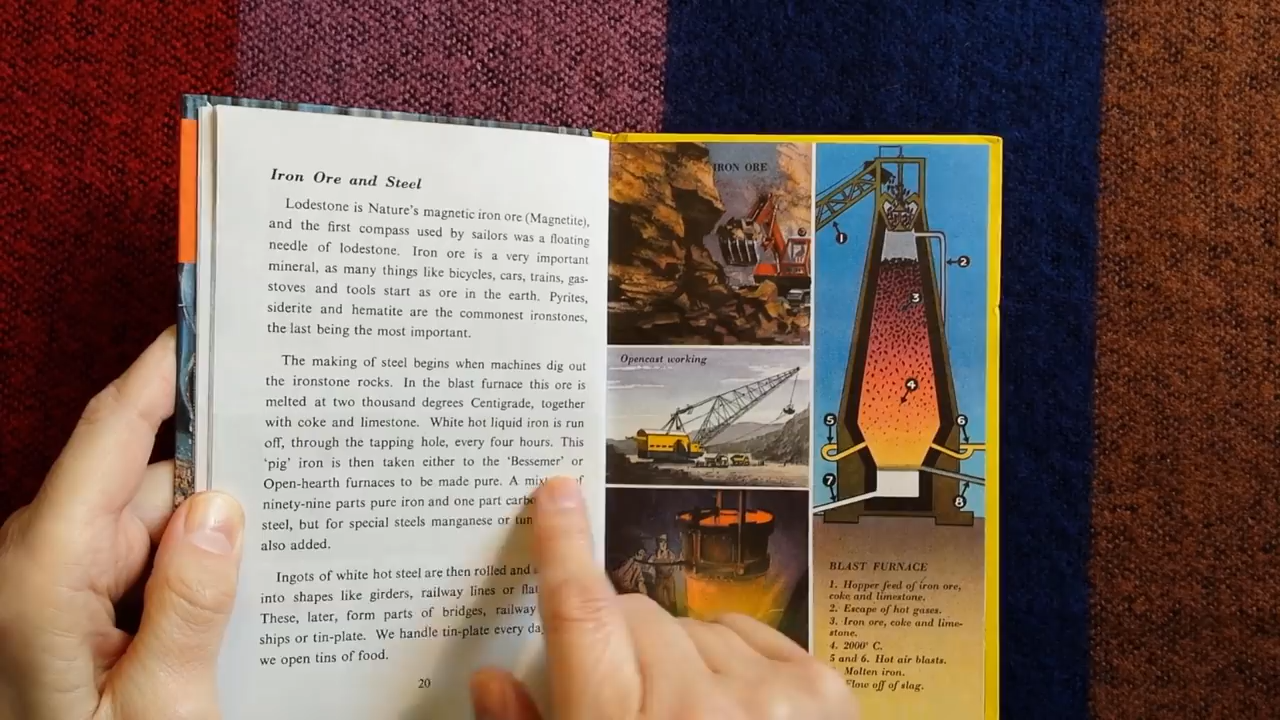 Iron Ore and Steel
Lodestone is Nature's magnetic iron ore (Magnetite),
and the first compass used by sailors was a floating
needle of lodestone. Iron ore is a very important
mineral, as many things like bicycles, cars, trains, gas-
stoves and tools start as ore in the earth. Pyrites,
siderite and hematite are the commonest ironstones,
the last being the most important.
The making of steel begins when machines dig out
the ironstone rocks. In the blast furnace this ore is
melted at two thousand degrees Centigrade, together
with coke and limestone. White hot liquid iron is run
off, through the tapping hole, every four hours. This
'pig' iron is then taken either to the 'Bessemer' or
Open-hearth furnaces to be made pure. A
ninety-nine parts pure iron and one part
steel, but for special steels manganese or
also added.
Ingots of white hot steel are then rolled and
into shapes like girders, railway lines or
These, later, form parts of bridges, railway
ships or tin-plate. We handle tin-plate every
we open tins of food.
20
IRON ORE
Opencast working
1
2
3
4
5
6
7
8
BLAST FURNACE
1. Hopper feed of iron ore,
coke and limestone.
2. Escape of hot gases.
3. Iron ore, coke and lime-
stone.
4. 2000° C.
5 and 6. Hot air blasts.
Molten iron.
Flow off of slag.